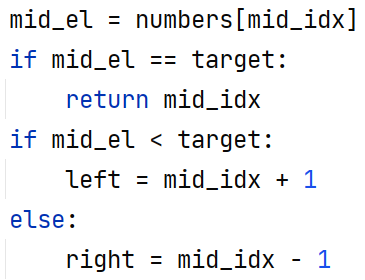 mid_el = numbers[mid_idx]
if mid_el == target:
    return mid_idx
if mid_el < target:
    left = mid_idx + 1
else:
    right = mid_idx - 1